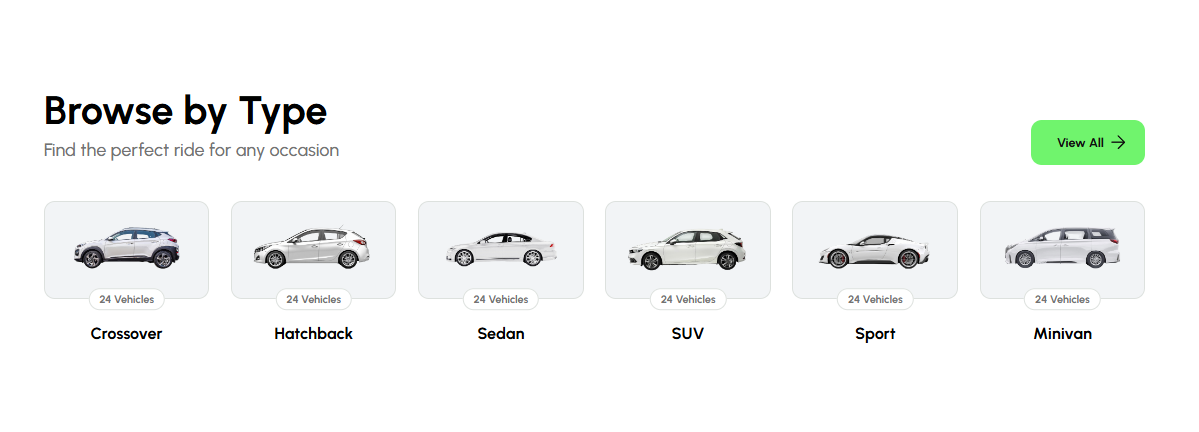 Browse by Type
Find the perfect ride for any occasion
View All
24 Vehicles
Crossover
24 Vehicles
Hatchback
24 Vehicles
Sedan
24 Vehicles
SUV
24 Vehicles
Sport
24 Vehicles
Minivan